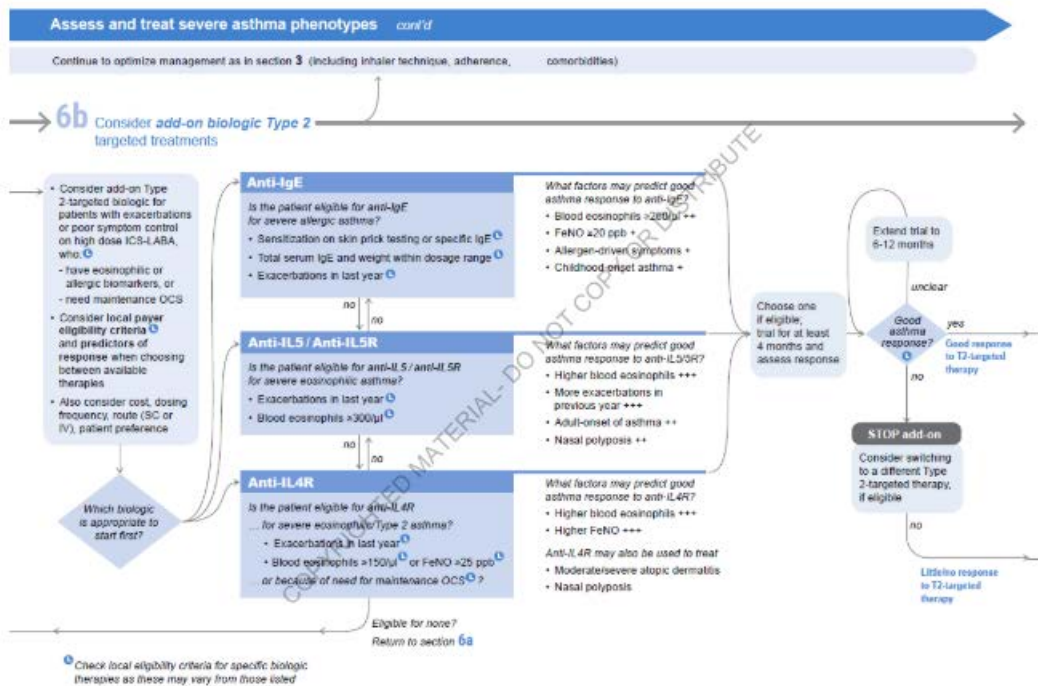 Assess and treat severe asthma phenotypes cont'd
Continue to optimize management as in section 3 (including inhaler technique, adherence, comorbidities)
6b Consider add-on biologic Type 2
targeted treatments
• Consider add-on Type
2-targeted biologic for
patients with exacerbations
or poor symptom control
on high dose ICS-LABA,
who:
- have eosinophilic or
allergic biomarkers, or
- need maintenance OCS
• Consider local payer
eligibility criteria
and predictors of
response when choosing
between available
therapies
• Also consider cost, dosing
frequency, route (SC or
IV), patient preference
Which biologic
is appropriate to
start first?
Anti-IgE
Is the patient eligible for anti-IgE
for severe allergic asthma?
• Sensitization on skin prick testing or specific IgE
• Total serum IgE and weight within dosage range
• Exacerbations in last year
no
no
Anti-IL5 / Anti-IL5R
Is the patient eligible for anti-IL5 / anti-IL5R
for severe eosinophilic asthma?
• Exacerbations in last year
• Blood eosinophils ≥300/µl
no
no
Anti-IL4R
Is the patient eligible for anti-IL4R
... for severe eosinophilic/Type 2 asthma?
• Exacerbations in last year
• Blood eosinophils ≥150/µl or FeNO ≥25 ppb
... or because of need for maintenance OCS ?
Eligible for none?
Return to section 6a
What factors may predict good
asthma response to anti-IgE?
• Blood eosinophils ≥260/µl ++
• FeNO ≥20 ppb +
• Allergen-driven symptoms +
• Childhood onset asthma +
What factors may predict good
asthma response to anti-IL5/5R?
• Higher blood eosinophils +++
• More exacerbations in
previous year +++
• Adult-onset of asthma ++
• Nasal polyposis ++
What factors may predict good
asthma response to anti-IL4R?
• Higher blood eosinophils +++
• Higher FeNO +++
Anti-IL4R may also be used to treat
• Moderate/severe atopic dermatitis
• Nasal polyposis
Choose one
if eligible;
trial for at least
4 months and
assess response
Extend trial to
6-12 months
unclear
Good
asthma
response?
yes
Good response
to T2-targeted
therapy
no
STOP add-on
Consider switching
to a different Type
2-targeted therapy,
if eligible
no
Little/no response
to T2-targeted
therapy
Check local eligibility criteria for specific biologic
therapies as these may vary from those listed
COPYRIGHTED MATERIAL- DO NOT COPY OR DISTRIBUTE